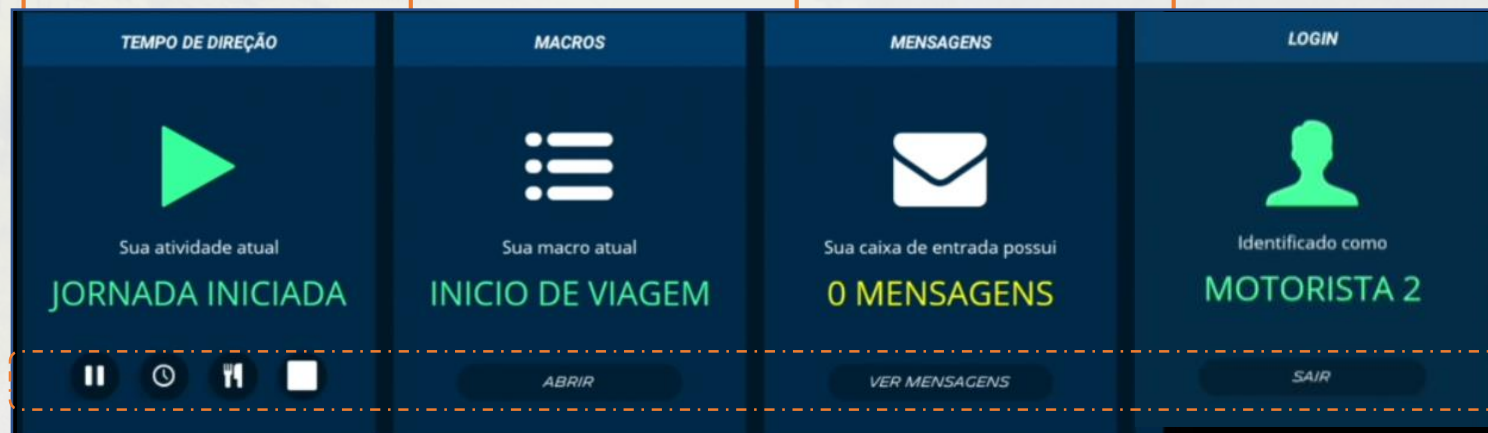 TEMPO DE DIREÇÃO
Sua atividade atual
JORNADA INICIADA
MACROS
Sua macro atual
INICIO DE VIAGEM
ABRIR
MENSAGENS
Sua caixa de entrada possui
0 MENSAGENS
VER MENSAGENS
LOGIN
Identificado como
MOTORISTA 2
SAIR